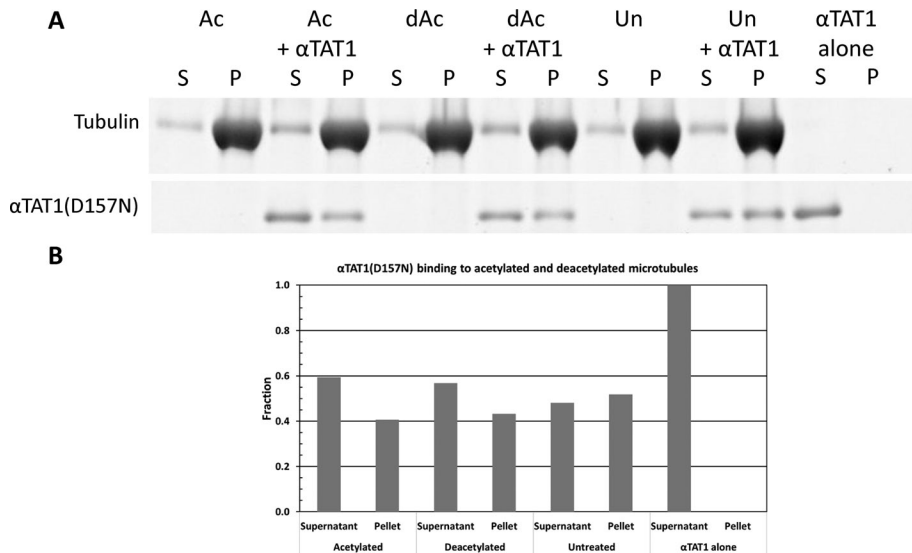 A
Ac Ac dAc dAc Un Un αTAT1
+ αTAT1 + αTAT1 + αTAT1 alone
S P S P S P S P S P S P S P
Tubulin
αTAT1(D157N)
B
αTAT1(D157N) binding to acetylated and deacetylated microtubules
1.0
0.8
0.6
0.4
0.2
0.0
Fraction
Supernatant Pellet Supernatant Pellet Supernatant Pellet Supernatant Pellet
Acetylated Deacetylated Untreated αTAT1 alone